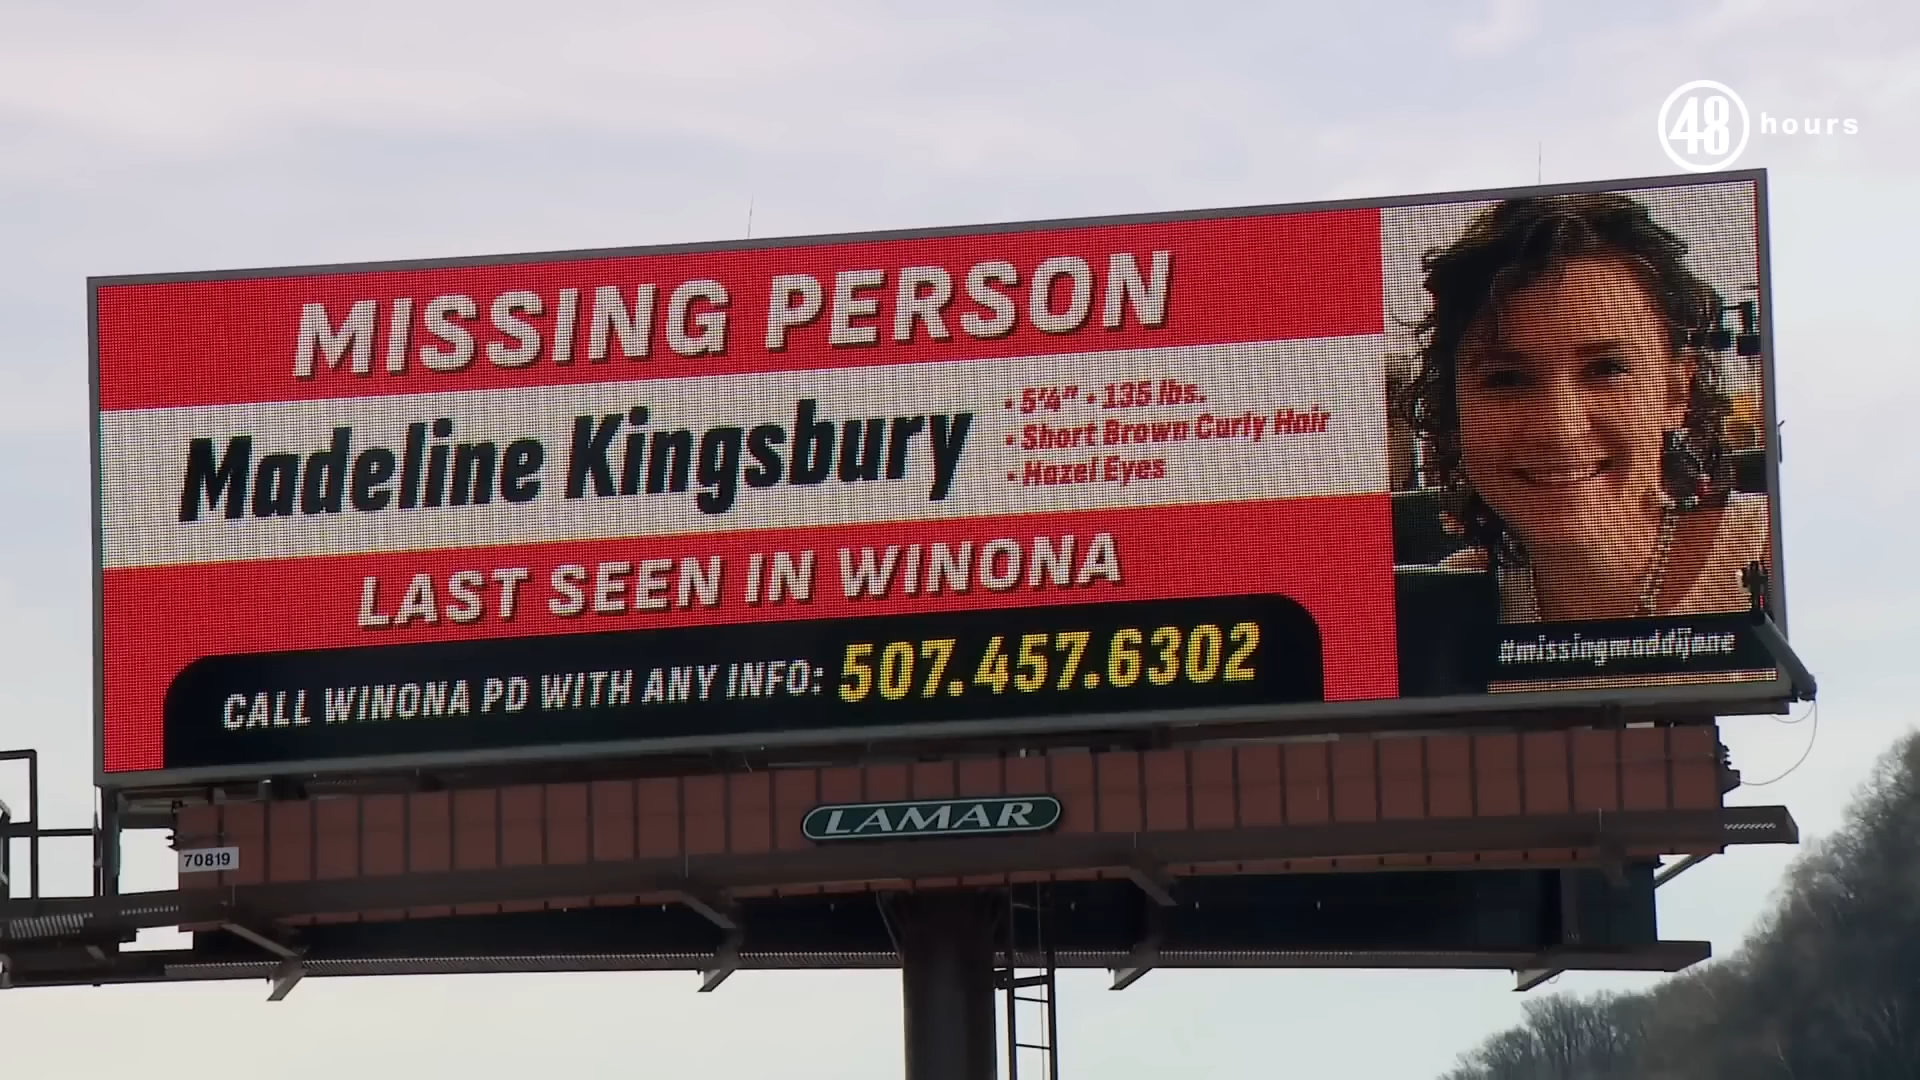 48 hours
MISSING PERSON
Madeline Kingsbury
• 5'4" • 135 lbs.
• Short Brown Curly Hair
• Hazel Eyes
LAST SEEN IN WINONA
CALL WINONA PD WITH ANY INFO: 507.457.6302
#missingmaddijane
LAMAR
70819